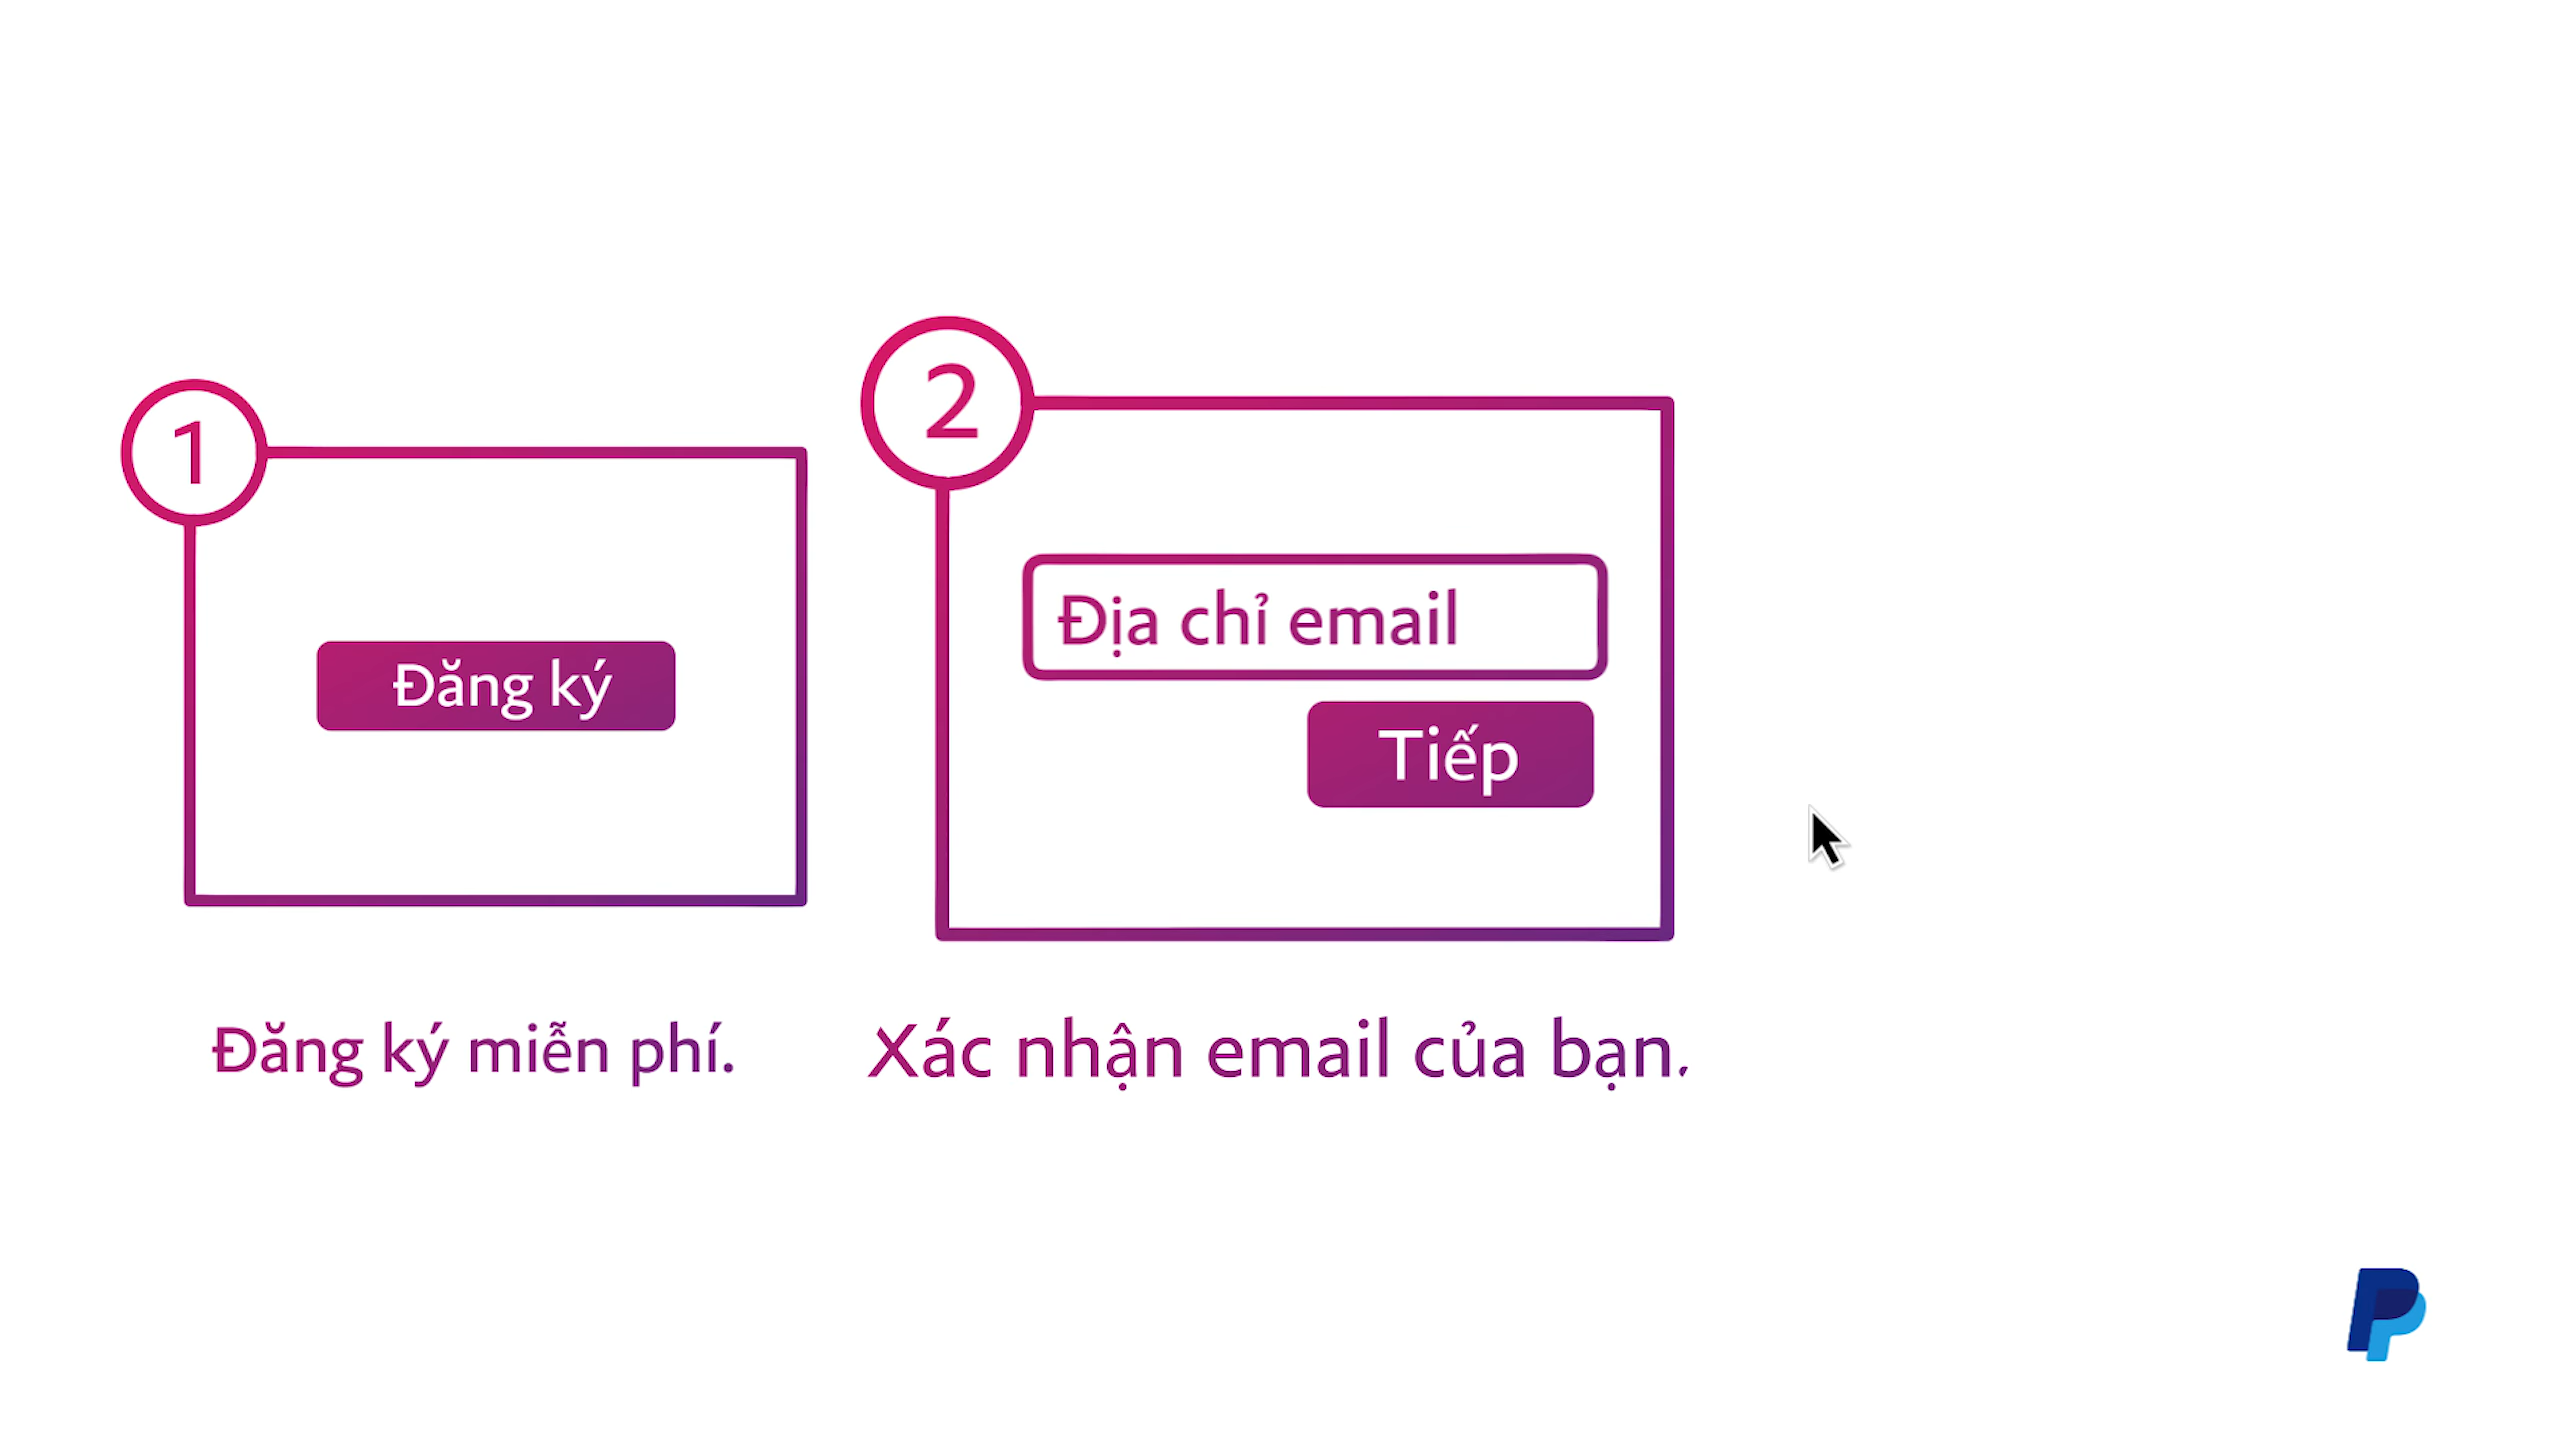 1
Đăng ký
Đăng ký miễn phí.
2
Địa chỉ email
Tiếp
Xác nhận email của bạn.